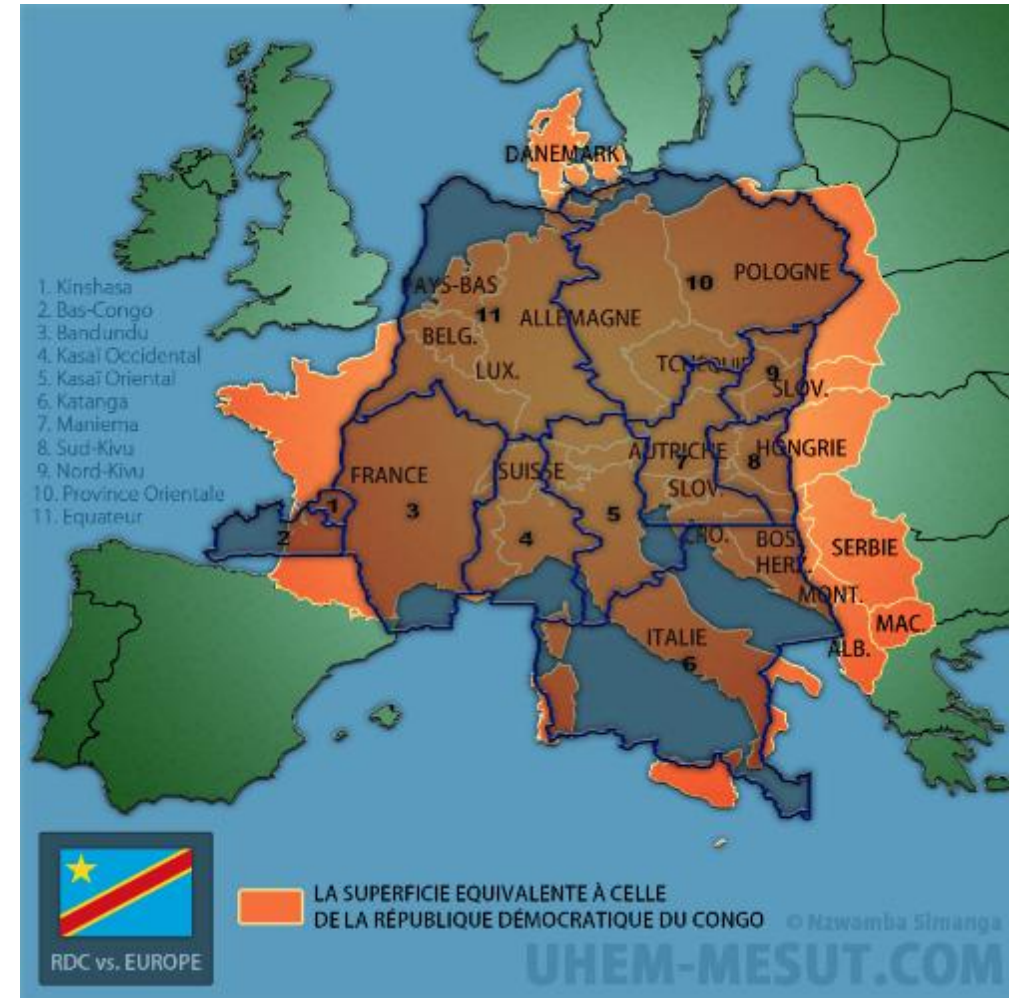 DANEMARK
PAYS-BAS
POLOGNE
10
11
ALLEMAGNE
BELG.
LUX.
TCHEQUIE
9
SLOV.
1. Kinshasa
2. Bas-Congo
3. Bandundu
4. Kasaï Occidental
5. Kasaï Oriental
6. Katanga
7. Maniema
8. Sud-Kivu
9. Nord-Kivu
10. Province Orientale
11. Equateur
FRANCE
SUISSE
AUTRICHE
HONGRIE
7
8
SLOV.
1
3
2
4
5
CRO.
BOS.
HERZ.
SERBIE
MONT.
MAC.
ALB.
ITALIE
6
LA SUPERFICIE EQUIVALENTE À CELLE
DE LA RÉPUBLIQUE DÉMOCRATIQUE DU CONGO
© Nzwamba Simanga
UHEM-MESUT.COM
RDC vs. EUROPE